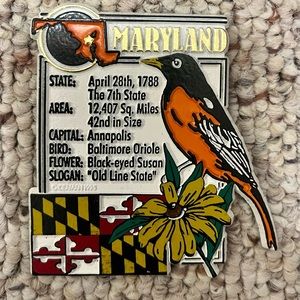 MARYLAND
STATE: April 28th, 1788
The 7th State
AREA: 12,407 Sq. Miles
42nd in Size
CAPITAL: Annapolis
BIRD: Baltimore Oriole
FLOWER: Black-eyed Susan
SLOGAN: "Old Line State"